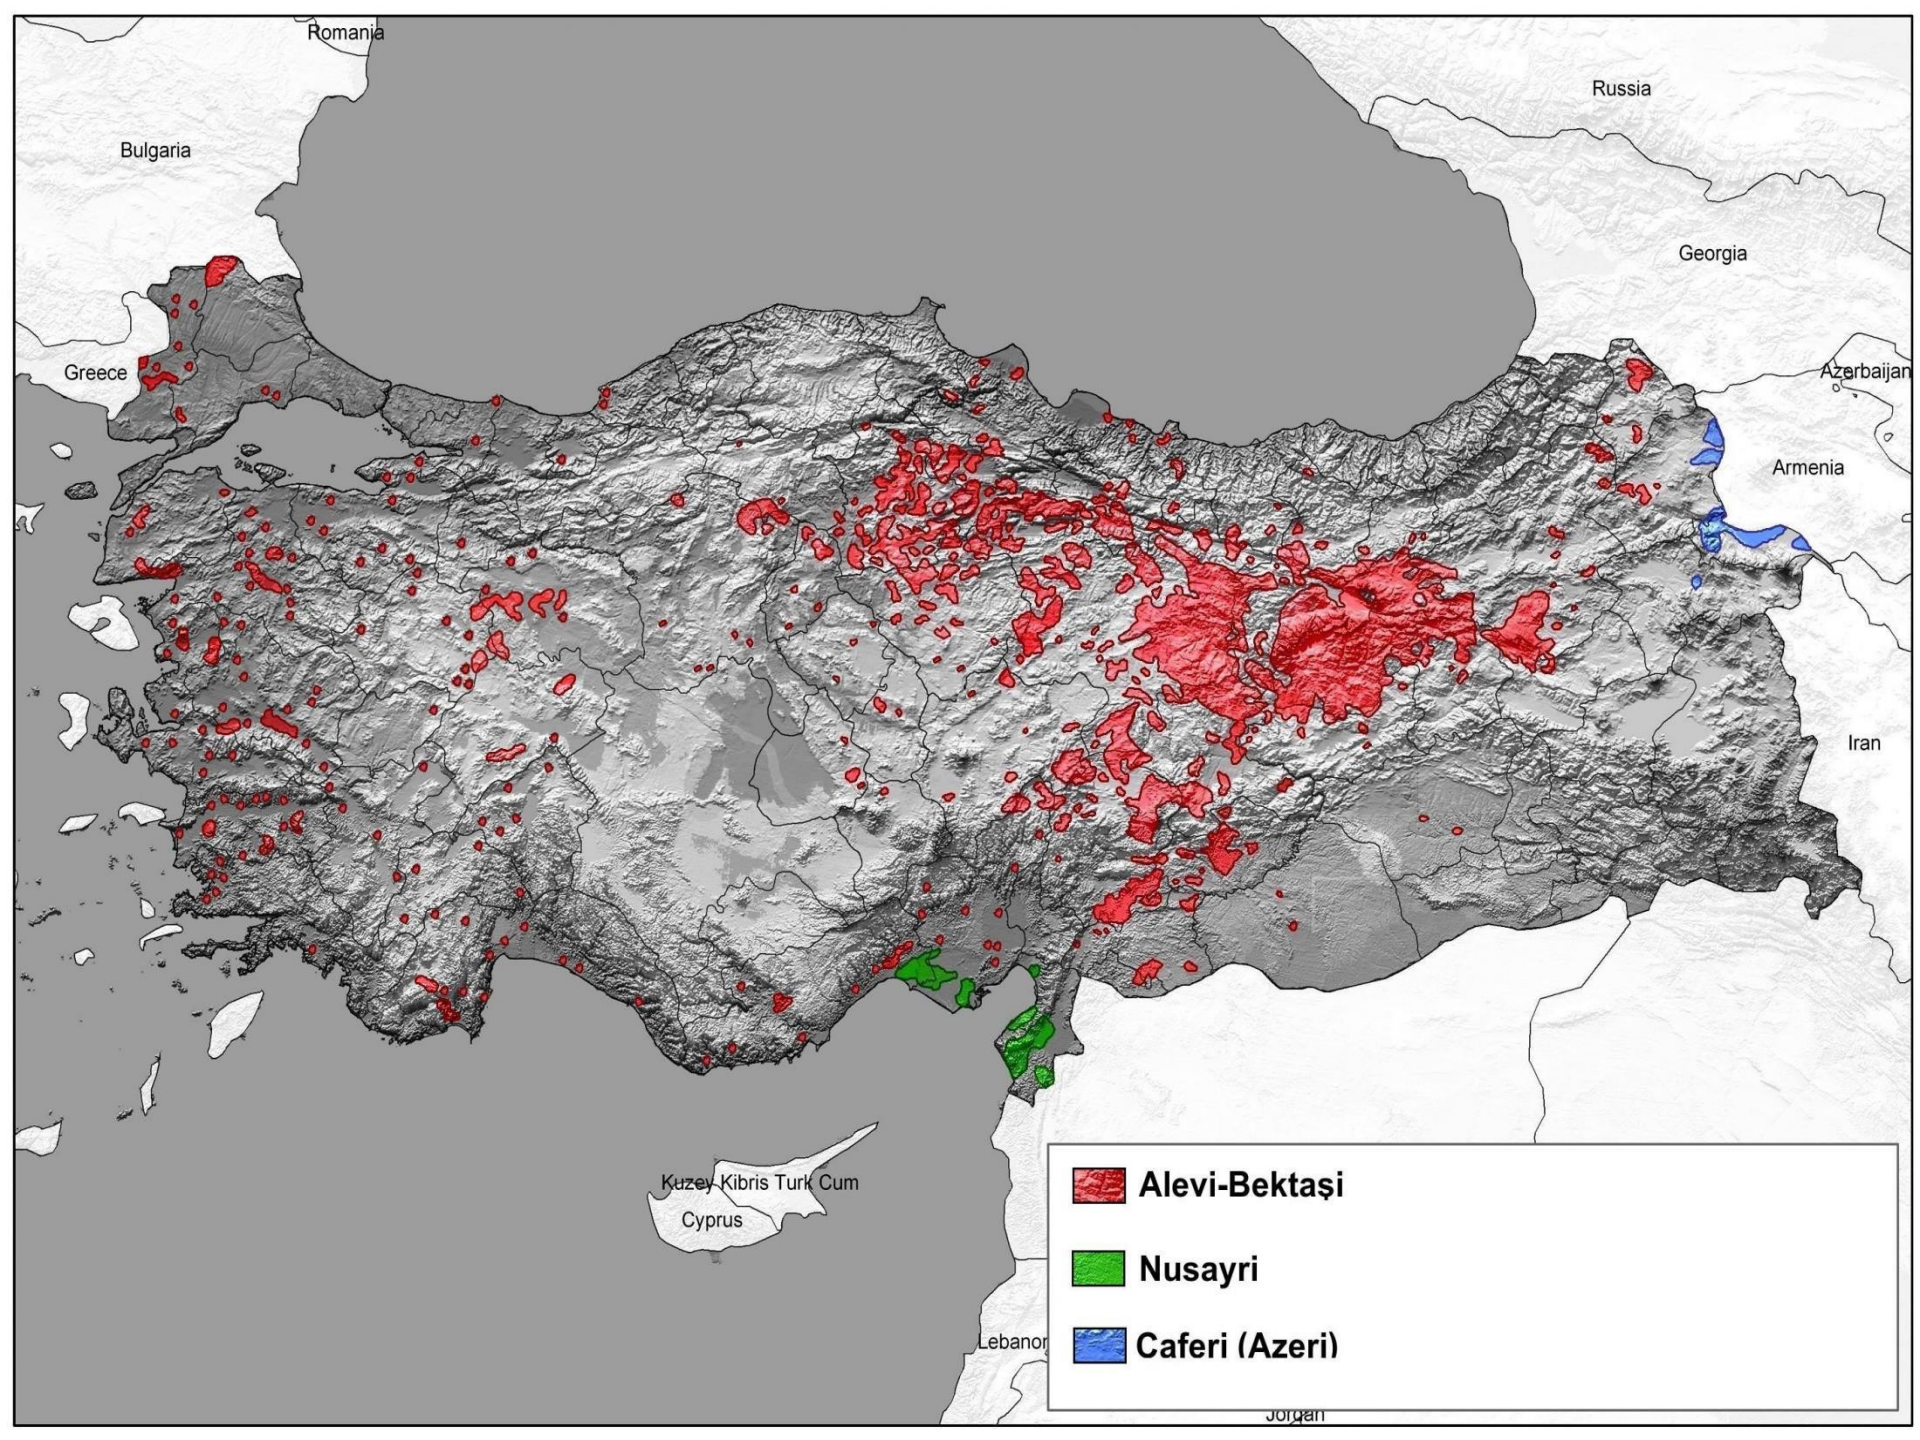 Romania
Russia
Bulgaria
Georgia
Greece
Azerbaijan
Armenia
Iran
Kuzey Kibris Turk Cum
Cyprus
Alevi-Bektaşi
Nusayri
Lebanon
Caferi (Azeri)
Jordan